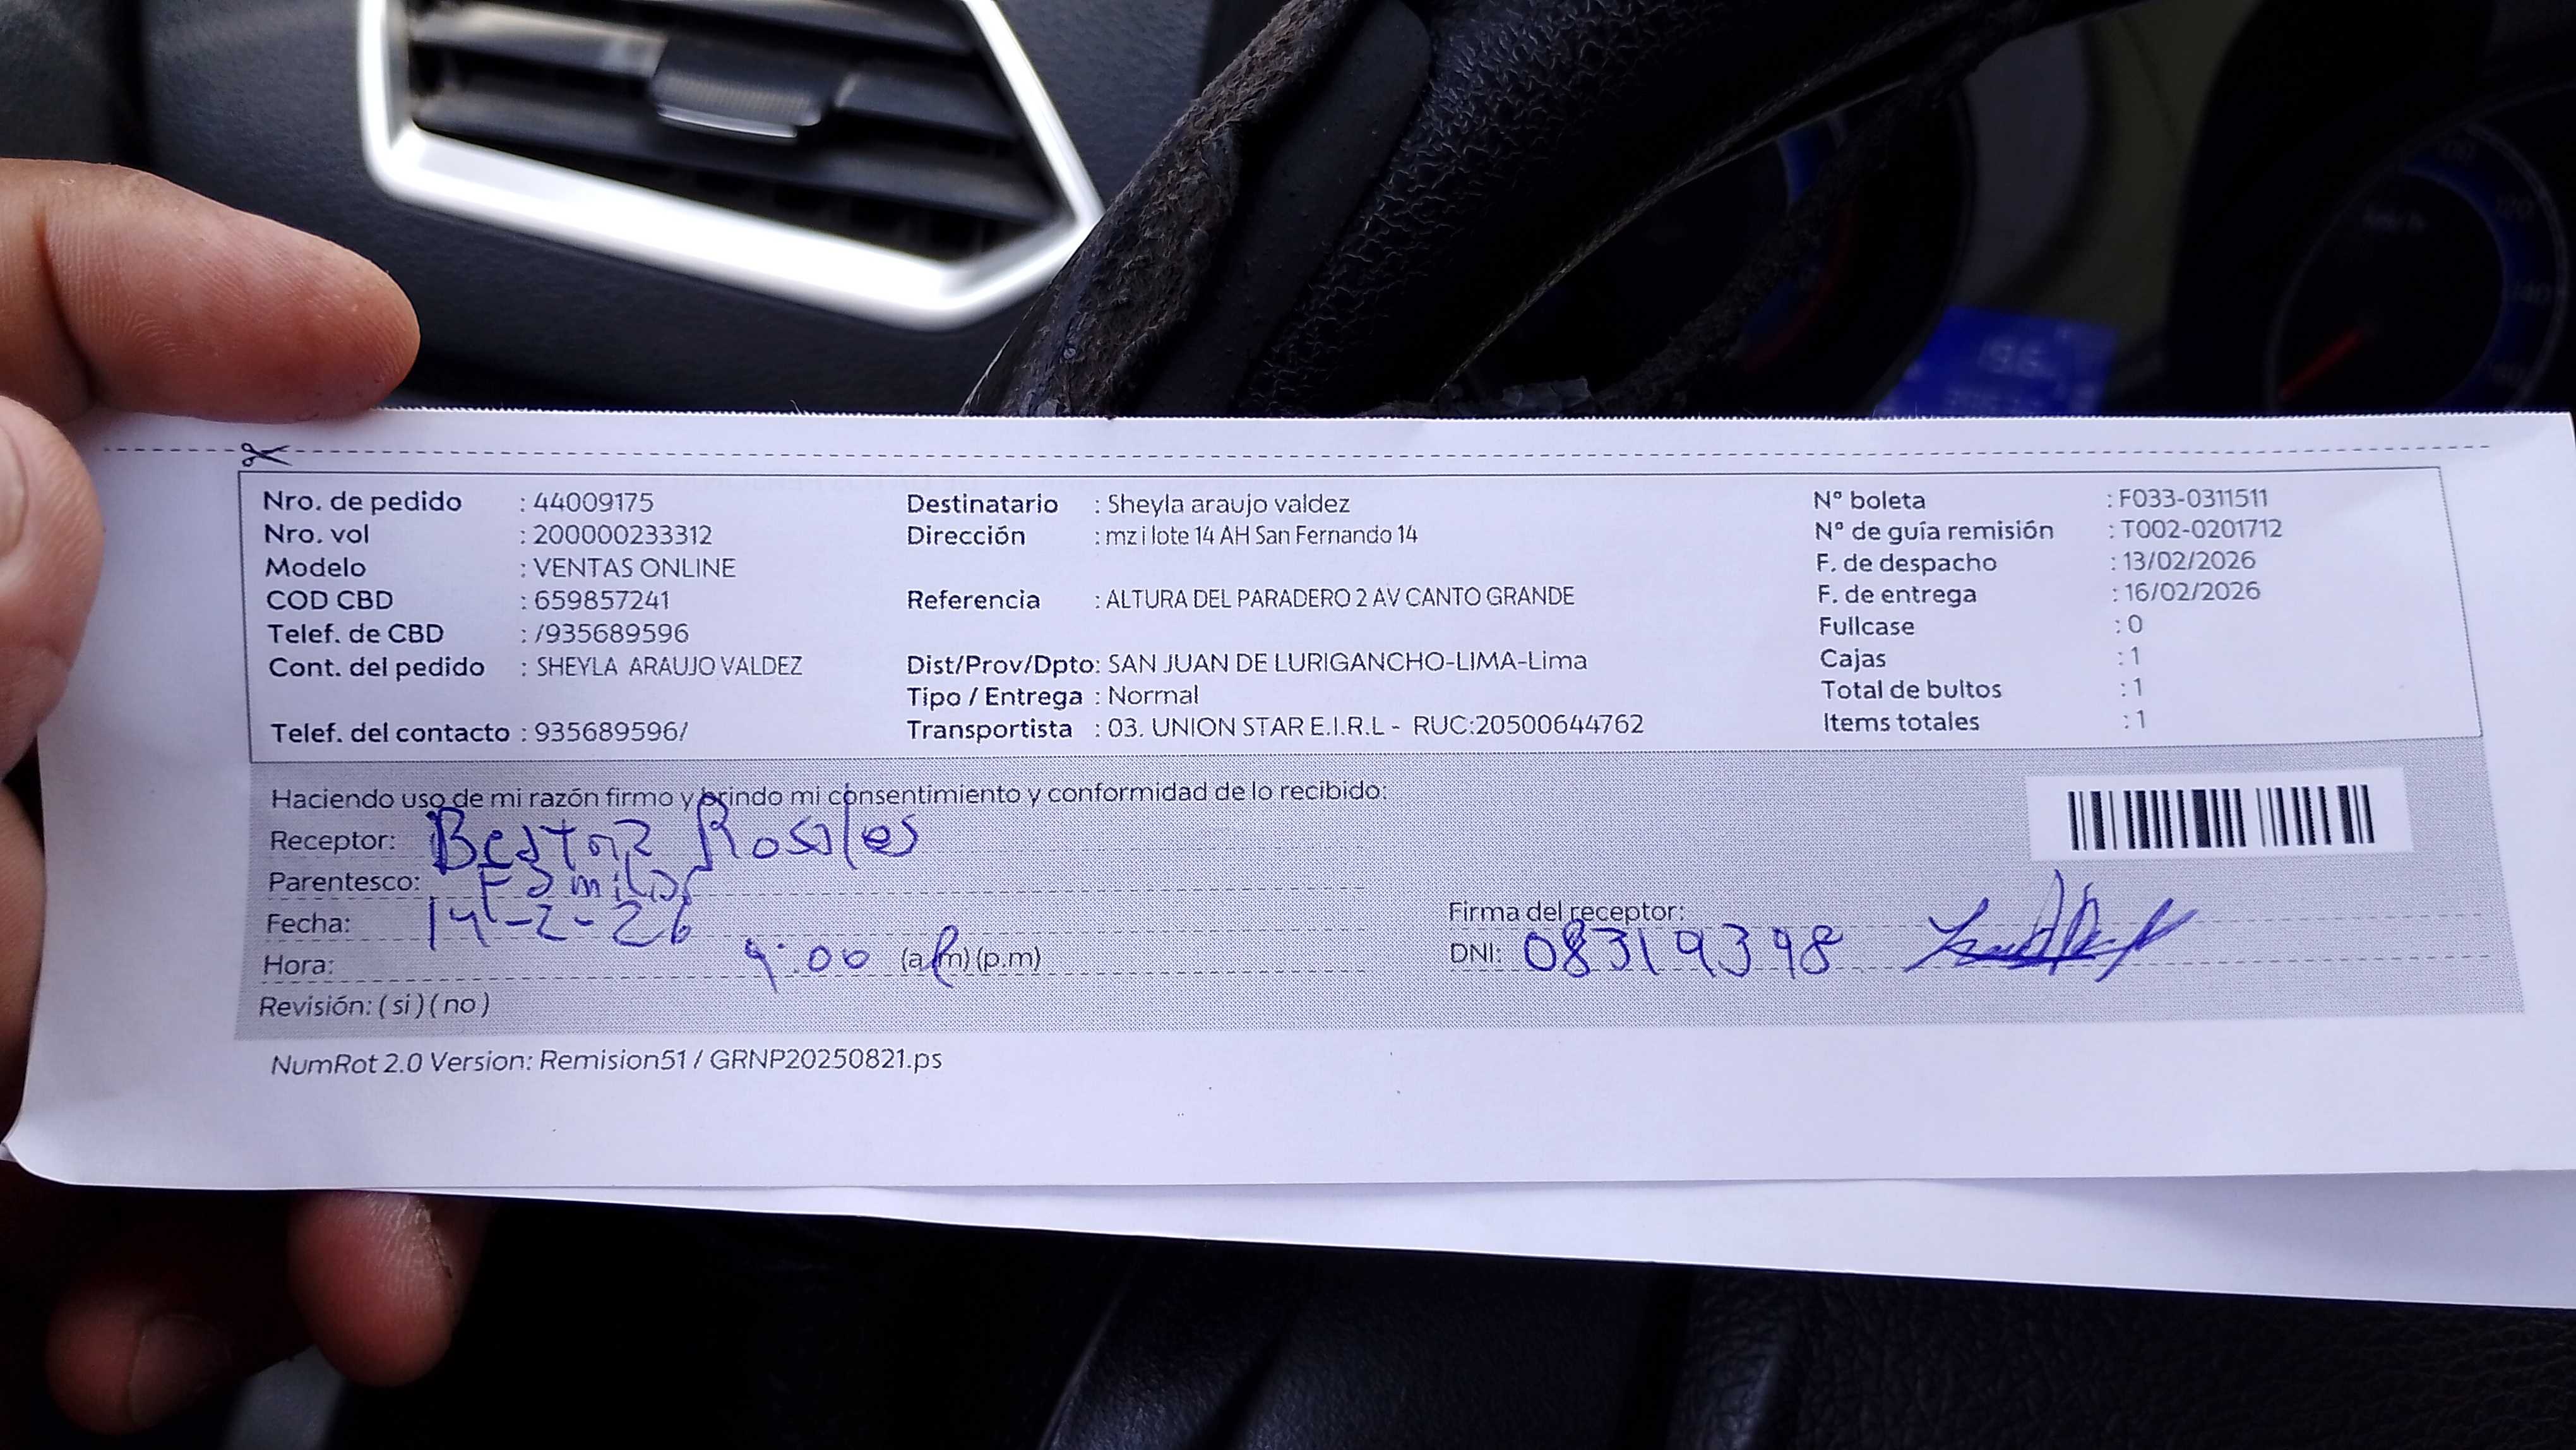 Nro. de pedido : 44009175
Nro. vol : 200000233312
Modelo : VENTAS ONLINE
COD CBD : 659857241
Telef. de CBD : /935689596
Cont. del pedido : SHEYLA ARAUJO VALDEZ
Telef. del contacto : 935689596/
Destinatario : Sheyla araujo valdez
Dirección : mz i lote 14 AH San Fernando 14
Referencia : ALTURA DEL PARADERO 2 AV CANTO GRANDE
Dist/Prov/Dpto: SAN JUAN DE LURIGANCHO-LIMA-Lima
Tipo / Entrega : Normal
Transportista : 03. UNION STAR E.I.R.L - RUC:20500644762
N° boleta : F033-0311511
N° de guía remisión : T002-0201712
F. de despacho : 13/02/2026
F. de entrega : 16/02/2026
Fullcase : 0
Cajas : 1
Total de bultos : 1
Items totales : 1
Haciendo uso de mi razón firmo y brindo mi consentimiento y conformidad de lo recibido:
Receptor: Rosales
Parentesco: Familiar
Fecha: 14-2-26
Hora: 9:00 (a.m) (p.m)
Revisión: ( si ) ( no )
Firma del receptor:
DNI: 08319398
NumRot 2.0 Version: Remision51 / GRNP20250821.ps